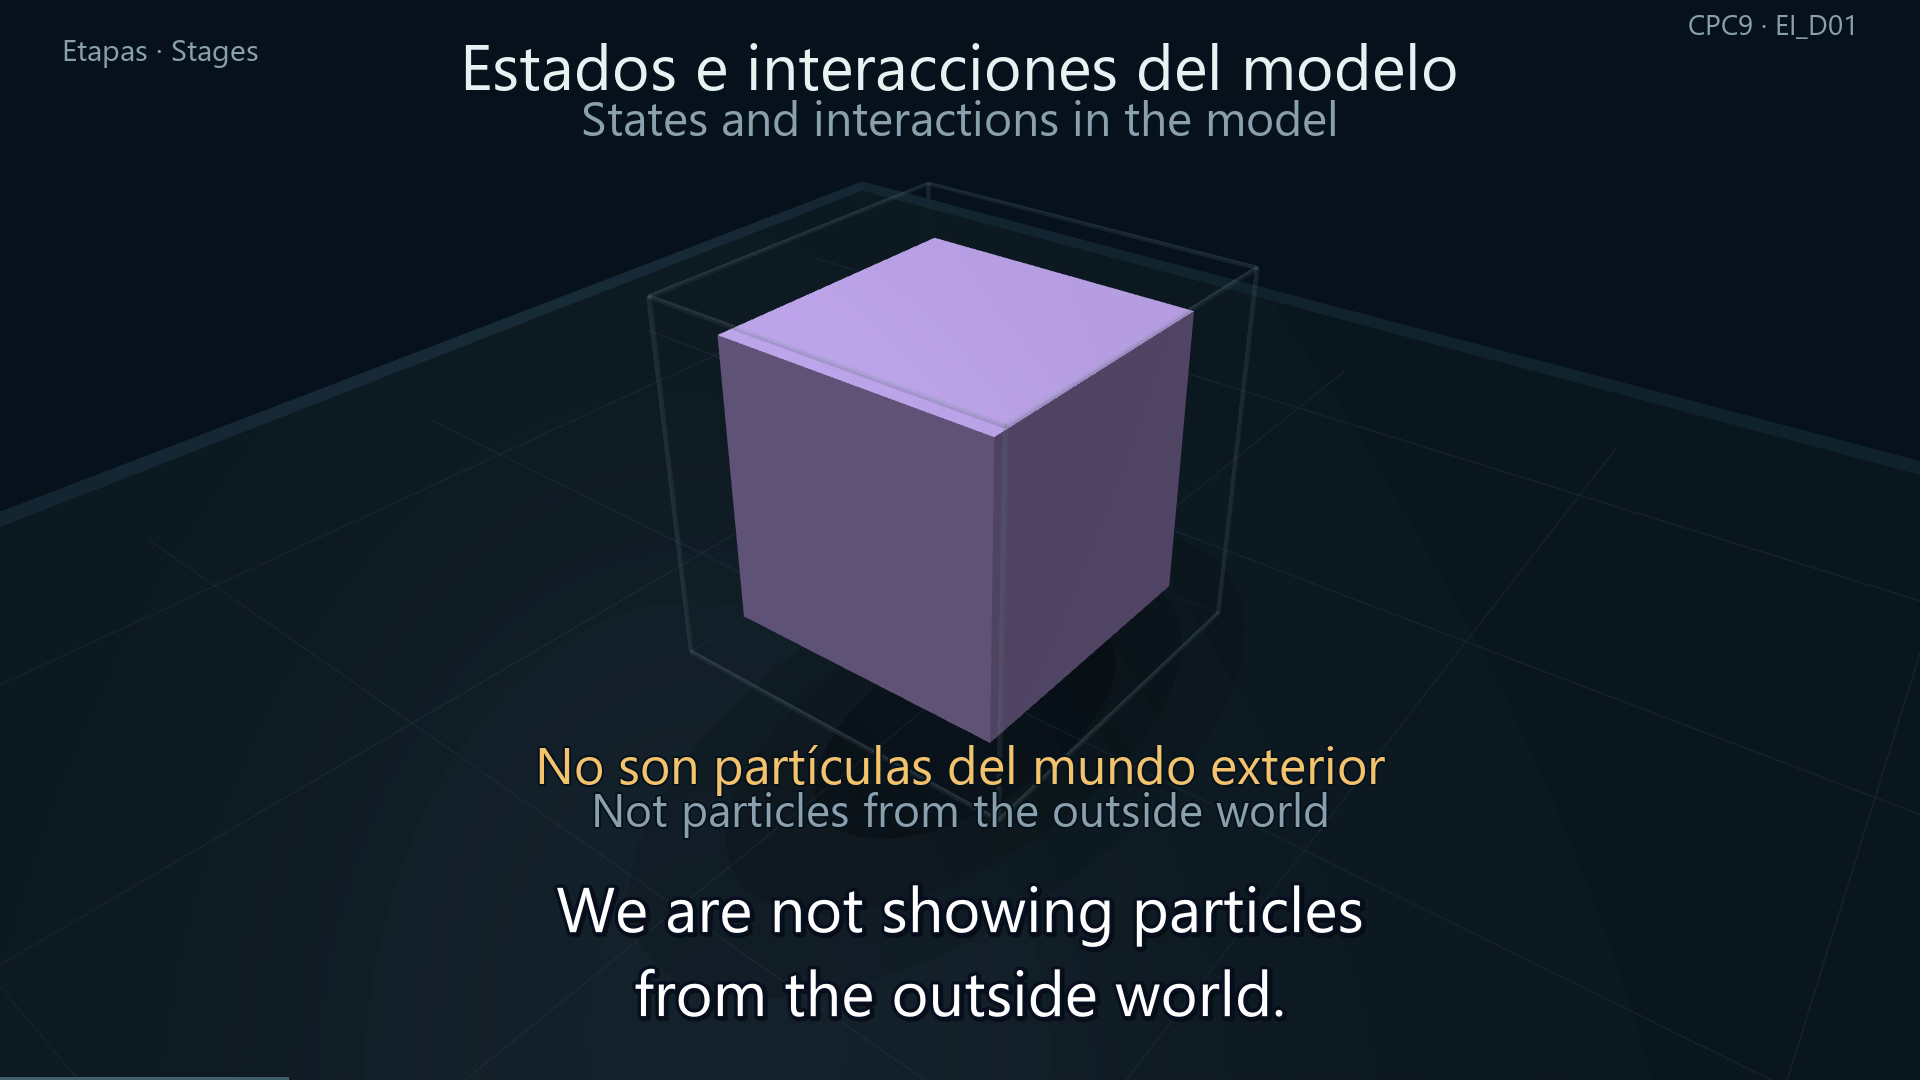 Etapas · Stages
CPC9 · EI_D01
Estados e interacciones del modelo
States and interactions in the model
No son partículas del mundo exterior
Not particles from the outside world
We are not showing particles
from the outside world.